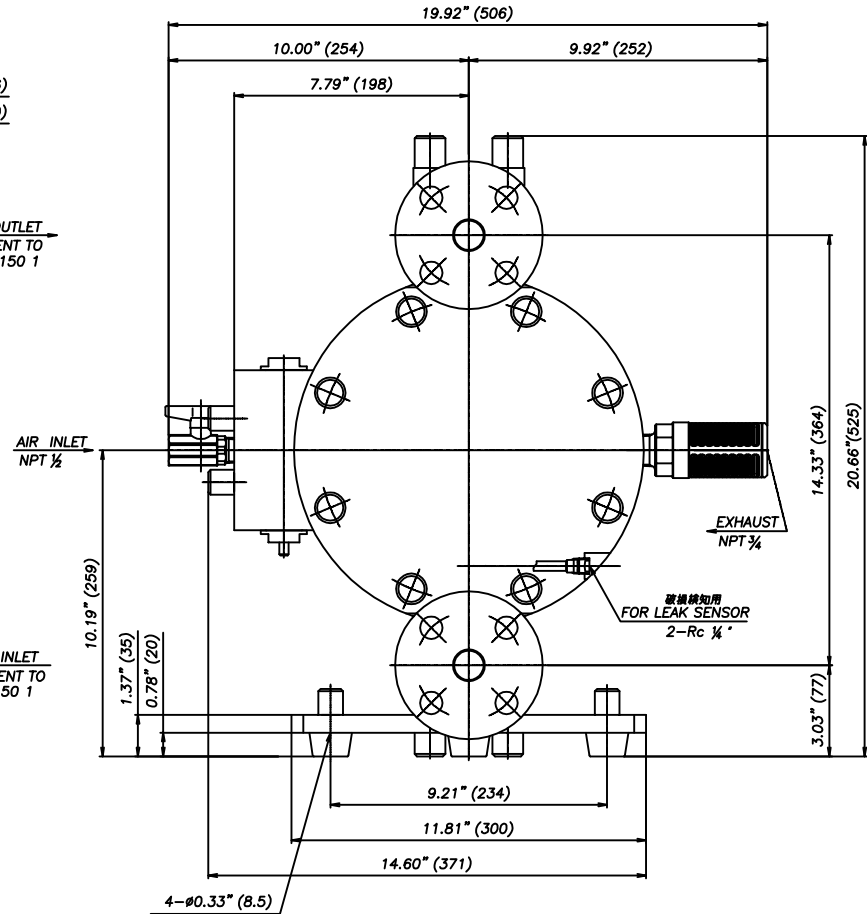 19.92" (506)
10.00" (254)
9.92" (252)
7.79" (198)
UTLET
ENT TO
150 1
AIR INLET
NPT ½
14.33" (364)
20.66"(525)
EXHAUST
NPT ¾
破損検知用
FOR LEAK SENSOR
2-Rc ¼"
10.19" (259)
INLET
ENT TO
50 1
1.37" (35)
0.78" (20)
3.03" (77)
9.21" (234)
11.81" (300)
14.60" (371)
4-ø0.33" (8.5)